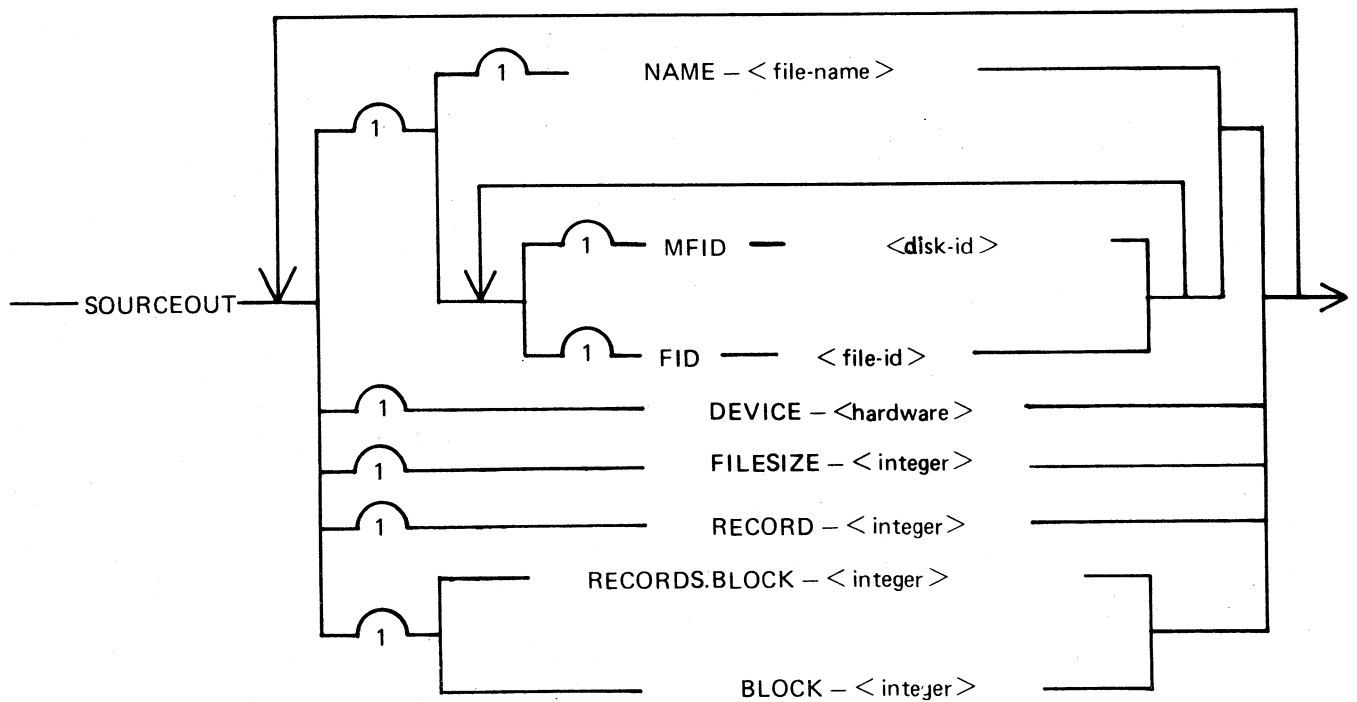 1 NAME – <file-name>
1
1 MFID — <disk-id>
SOURCEOUT
1 FID — <file-id>
1 DEVICE – <hardware>
1 FILESIZE – <integer>
1 RECORD – <integer>
RECORDS.BLOCK – <integer>
1
BLOCK – <integer>